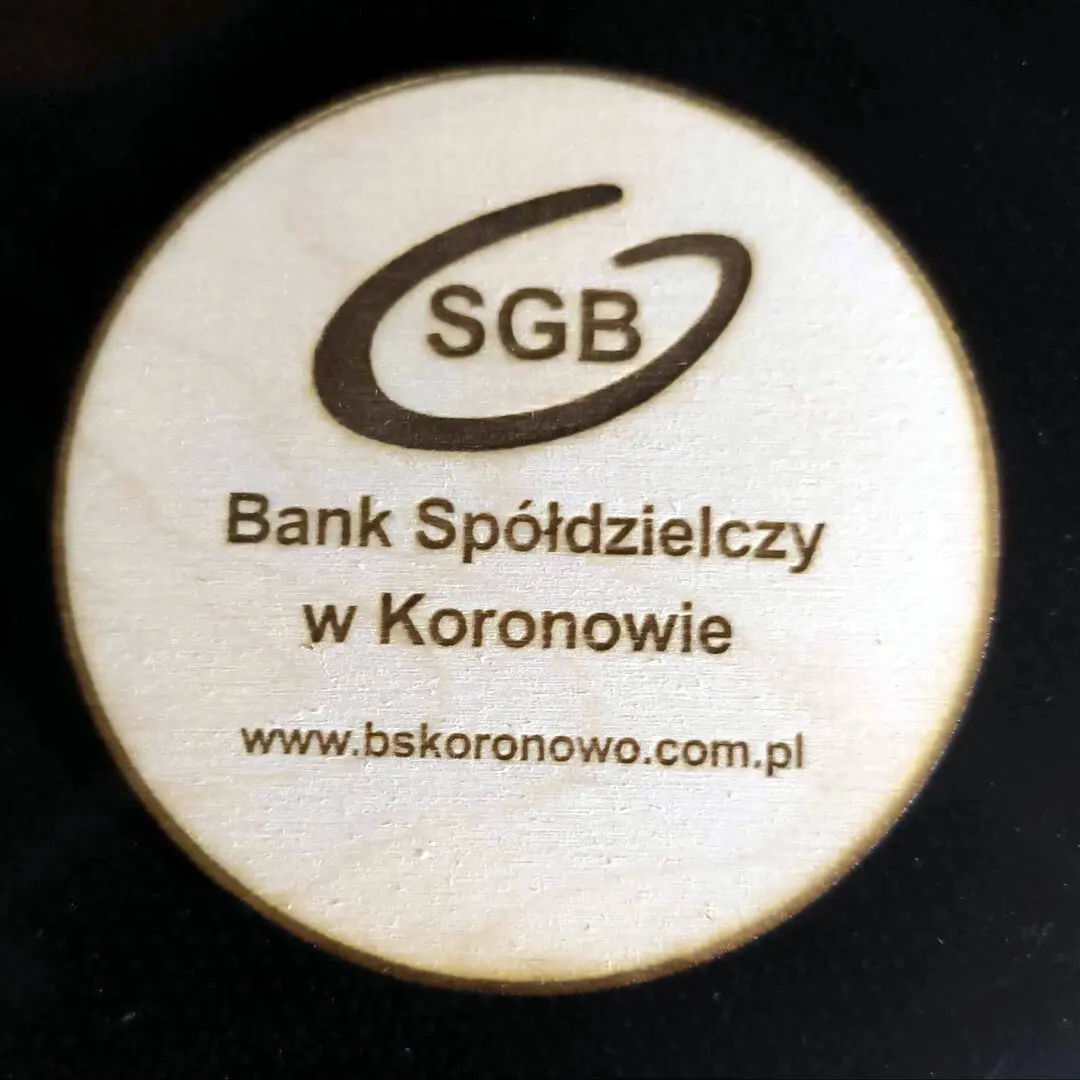 SGB
Bank Spółdzielczy
w Koronowie
www.bskoronowo.com.pl